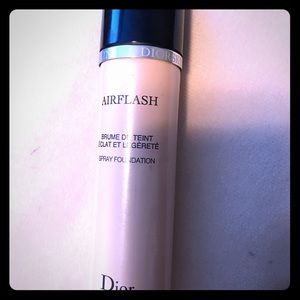 DIOR
AIRFLASH
BRUME DE TEINT
ÉCLAT ET LÉGÈRETÉ
SPRAY FOUNDATION
Dior